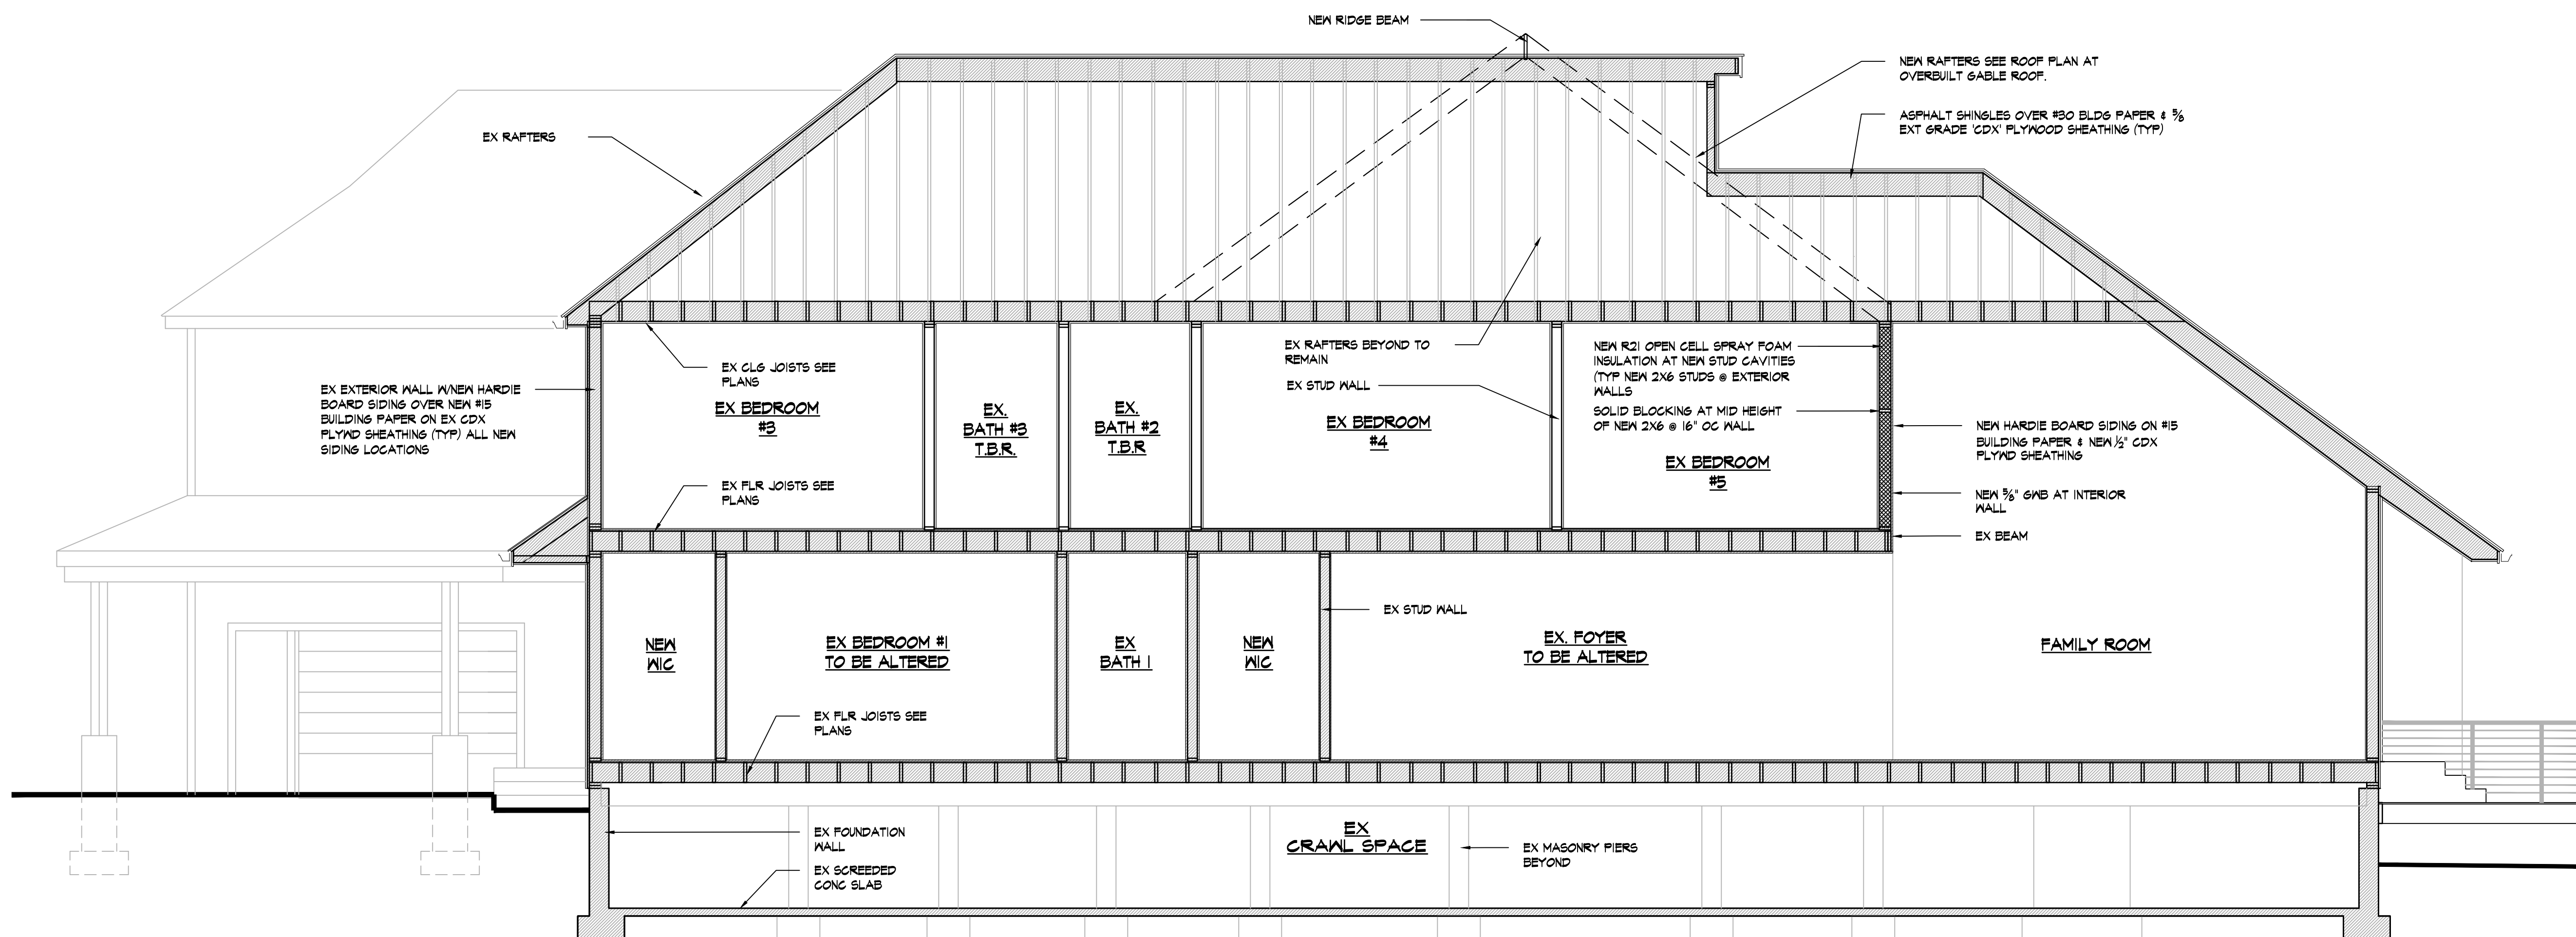 NEW RIDGE BEAM
NEW RAFTERS SEE ROOF PLAN AT
OVERBUILT GABLE ROOF.
ASPHALT SHINGLES OVER #30 BLDG PAPER & 5/8
EXT GRADE 'CDX' PLYWOOD SHEATHING (TYP)
EX RAFTERS
EX EXTERIOR WALL W/NEW HARDIE
BOARD SIDING OVER NEW #15
BUILDING PAPER ON EX CDX
PLYWD SHEATHING (TYP) ALL NEW
SIDING LOCATIONS
EX CLG JOISTS SEE
PLANS
EX BEDROOM
#3
EX FLR JOISTS SEE
PLANS
EX.
BATH #3
T.B.R.
EX.
BATH #2
T.B.R
EX RAFTERS BEYOND TO
REMAIN
EX STUD WALL
EX BEDROOM
#4
NEW R21 OPEN CELL SPRAY FOAM
INSULATION AT NEW STUD CAVITIES
(TYP NEW 2X6 STUDS @ EXTERIOR
WALLS
SOLID BLOCKING AT MID HEIGHT
OF NEW 2X6 @ 16" OC WALL
EX BEDROOM
#5
NEW HARDIE BOARD SIDING ON #15
BUILDING PAPER & NEW 1/2" CDX
PLYWD SHEATHING
NEW 5/8" GWB AT INTERIOR
WALL
EX BEAM
NEW
WIC
EX BEDROOM #1
TO BE ALTERED
EX FLR JOISTS SEE
PLANS
EX
BATH 1
NEW
WIC
EX STUD WALL
EX. FOYER
TO BE ALTERED
FAMILY ROOM
EX FOUNDATION
WALL
EX SCREEDED
CONC SLAB
EX
CRAWL SPACE
EX MASONRY PIERS
BEYOND